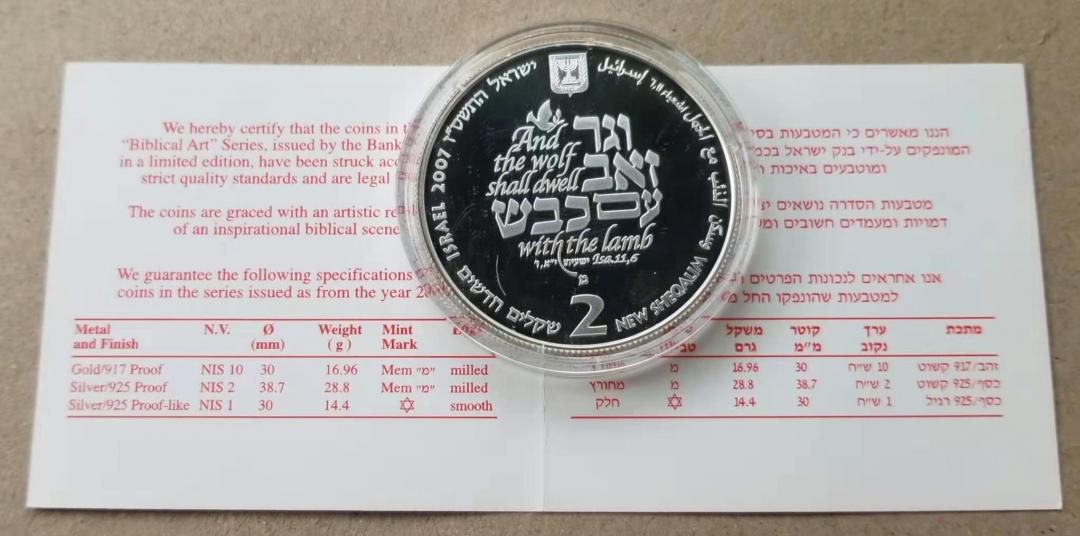 We hereby certify that the coins in t
"Biblical Art" Series, issued by the Bank
in a limited edition, have been struck acc
strict quality standards and are legal
The coins are graced with an artistic re
of an inspirational biblical scene
We guarantee the following specifications
coins in the series issued as from the year 2
Metal and Finish N.V. Ø (mm) Weight (g) Mint Mark
Gold/917 Proof NIS 10 30 16.96 Mem "מ" milled
Silver/925 Proof NIS 2 38.7 28.8 Mem "מ" milled
Silver/925 Proof-like NIS 1 30 14.4 ✡ smooth
ישראל התשס"ז
إسرائيل
ISRAEL 2007
And
the wolf
shall dwell
וגר
זאב
עם כבש
with the lamb
ישעיהו י"א, ו Isa.11,6
מ
2
שקלים חדשים
NEW SHEQALIM
הננו מאשרים כי המטבעות בסי
המונפקים על-ידי בנק ישראל בכמ
ומוטבעים באיכות ו
מטבעות הסדרה נושאים
דמויות ומעמדים חשובים
אנו אחראים לנכונות הפרטים
למטבעות שהונפקו החל
מתכת ערך נקוב קוטר מ"מ משקל גרם
זהב/917 קשוט 10 ש"ח 30 16.96 מ
כסף/925 קשוט 2 ש"ח 38.7 28.8 מ מחורץ
כסף/925 רגיל 1 ש"ח 30 14.4 ✡ חלק